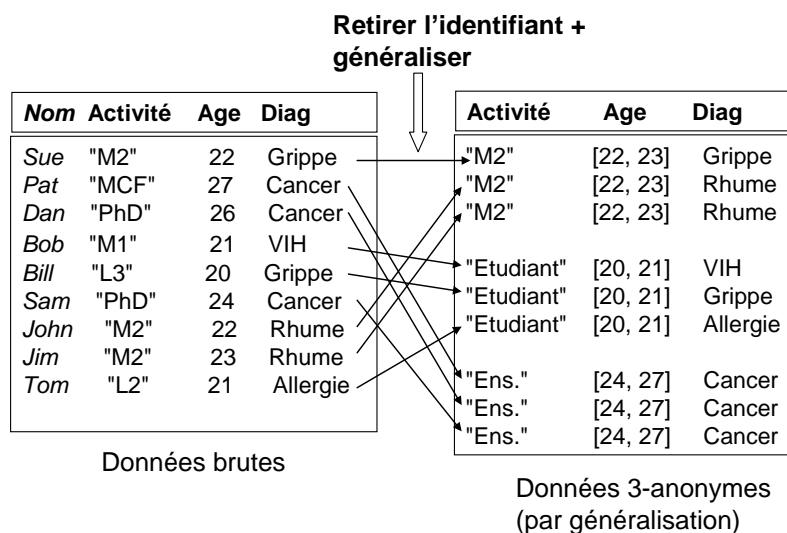 Retirer l'identifiant +
généraliser
Nom Activité Age Diag
Sue "M2" 22 Grippe
Pat "MCF" 27 Cancer
Dan "PhD" 26 Cancer
Bob "M1" 21 VIH
Bill "L3" 20 Grippe
Sam "PhD" 24 Cancer
John "M2" 22 Rhume
Jim "M2" 23 Rhume
Tom "L2" 21 Allergie
Données brutes
Activité Age Diag
"M2" [22, 23] Grippe
"M2" [22, 23] Rhume
"M2" [22, 23] Rhume
"Etudiant" [20, 21] VIH
"Etudiant" [20, 21] Grippe
"Etudiant" [20, 21] Allergie
"Ens." [24, 27] Cancer
"Ens." [24, 27] Cancer
"Ens." [24, 27] Cancer
Données 3-anonymes
(par généralisation)